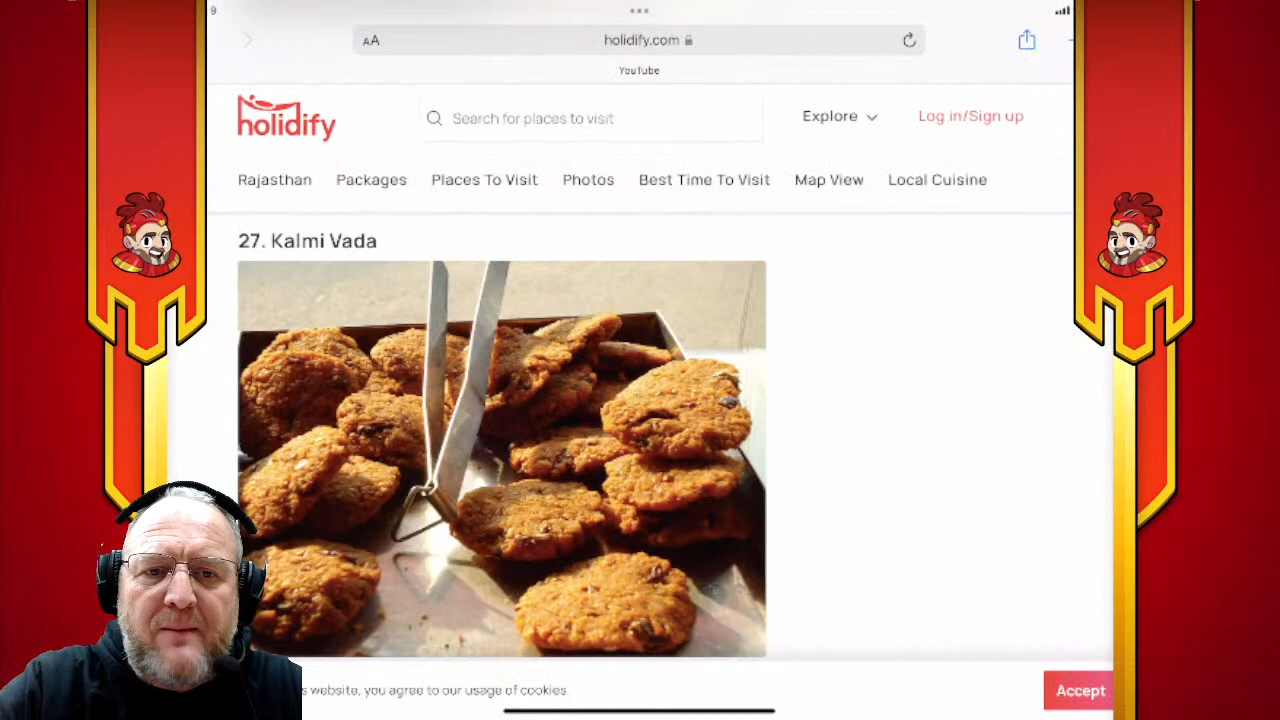 9
AA holidify.com
YouTube
holidify
Search for places to visit
Explore
Log in/Sign up
Rajasthan Packages Places To Visit Photos Best Time To Visit Map View Local Cuisine
27. Kalmi Vada
website, you agree to our usage of cookies.
Accept